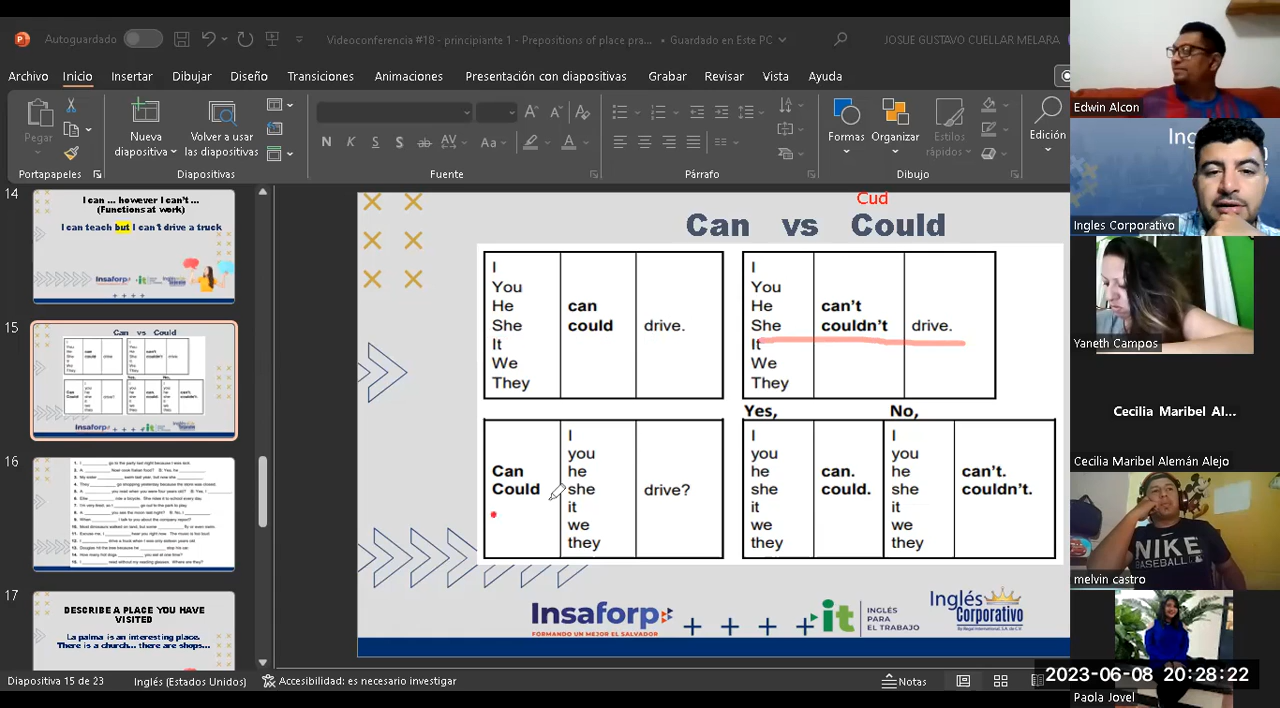 Autoguardado
Videoconferencia #18 - principiante 1 - Prepositions of place pra... • Guardado en Este PC
JOSUE GUSTAVO CUELLAR MELARA
Archivo Inicio Insertar Dibujar Diseño Transiciones Animaciones Presentación con diapositivas Grabar Revisar Vista Ayuda
Pegar
Nueva diapositiva
Volver a usar las diapositivas
N K S S ab AV Aa A
Formas
Organizar
Estilos rápidos
Edición
Portapapeles
Diapositivas
Fuente
Párrafo
Dibujo
14
I can ... however I can't ...
(Functions at work)
I can teach but I can't drive a truck
15
Can vs Could
16
17
DESCRIBE A PLACE YOU HAVE
VISITED
La palma is an interesting place.
There is a church... there are shops...
Cud
Can vs Could
I
You
He
She
It
We
They
can
could
drive.
I
You
He
She
It
We
They
can't
couldn't
drive.
Can
Could
I
you
he
she
it
we
they
drive?
Yes,
I
you
he
she
it
we
they
can.
could.
No,
I
you
he
she
it
we
they
can't.
couldn't.
Insaforp
FORMANDO UN MEJOR EL SALVADOR
it
INGLÉS
PARA
EL TRABAJO
Inglés
Corporativo
Diapositiva 15 de 23
Inglés (Estados Unidos)
Accesibilidad: es necesario investigar
Notas
Edwin Alcon
Ingles Corporativo
Yaneth Campos
Cecilia Maribel Al...
Cecilia Maribel Alemán Alejo
NIKE
BASEBALL
melvin castro
2023-06-08 20:28:22
Paola Jovel